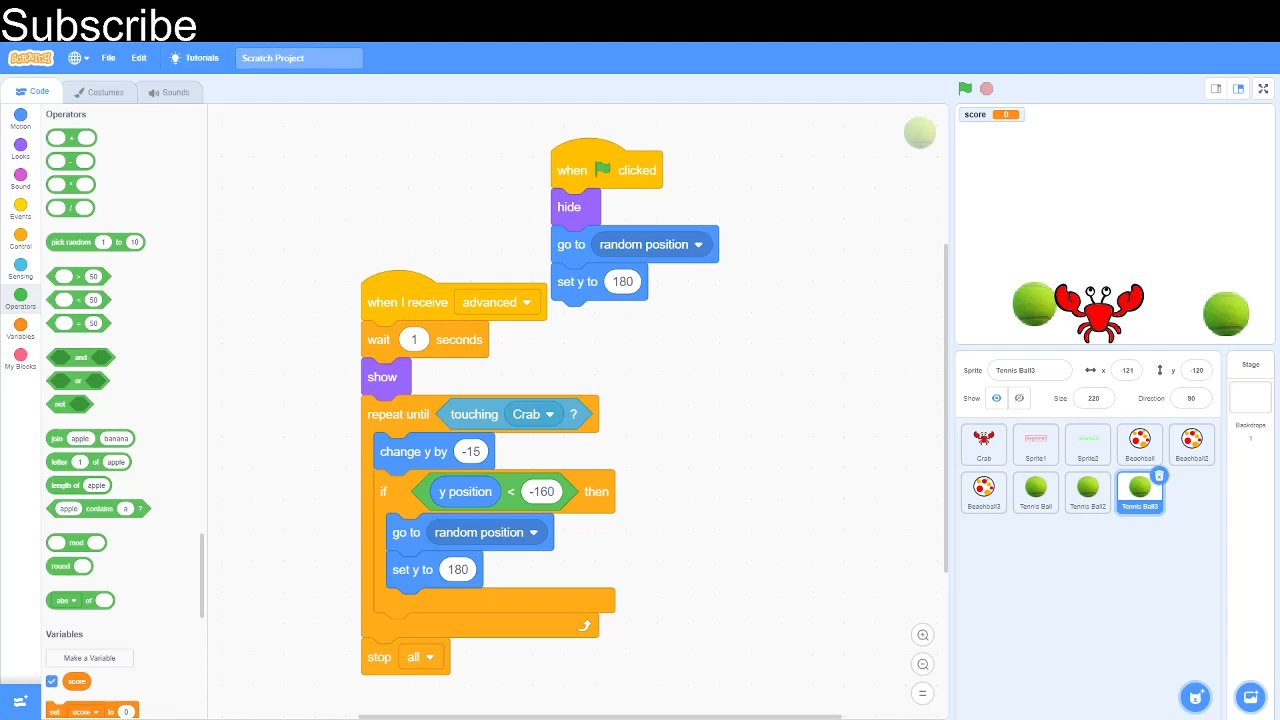 Subscribe
SCRATCH File Edit Tutorials Scratch Project
Code Costumes Sounds
Motion
Looks
Sound
Events
Control
Sensing
Operators
Variables
My Blocks
Operators
+
-
*
/
pick random 1 to 10
> 50
< 50
= 50
and
or
not
join apple banana
letter 1 of apple
length of apple
apple contains a ?
mod
round
abs of
Variables
Make a Variable
score
set score to 0
when clicked
hide
go to random position
set y to 180
when I receive advanced
wait 1 seconds
show
repeat until touching Crab ?
change y by -15
if y position < -160 then
go to random position
set y to 180
stop all
score 0
Sprite Tennis Ball3 x -121 y -120
Show Size 220 Direction 90
Crab Sprite1 Sprite2 Beachball Beachball2
Beachball3 Tennis Ball Tennis Ball2 Tennis Ball3
Stage
Backdrops
1